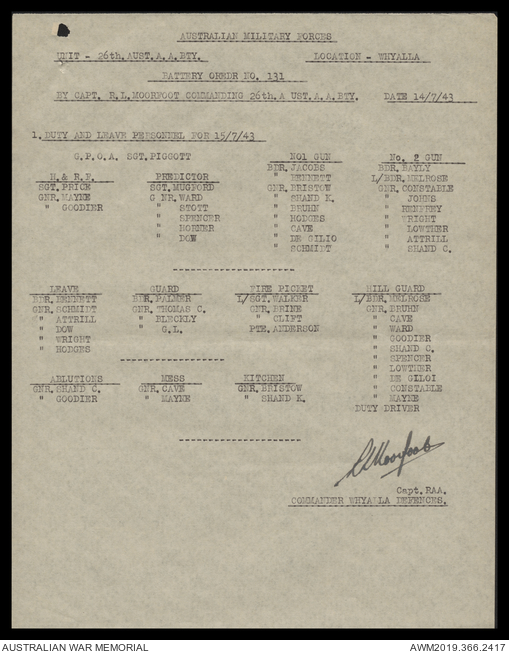 AUSTRALIAN MILITARY FORCES
UNIT - 26th. AUST. A. A. BTY. LOCATION - WHYALLA
BATTERY ORRDR NO. 131
BY CAPT. R. L. MOORFOOT COMMANDING 26th. A UST. A. A. BTY. DATE 14/7/43
1. DUTY AND LEAVE PERSONNEL FOR 15/7/43
G. P. O. A. SGT. PIGGOTT
H. & R. F.
SGT. PRICE
GNR. MAYNE
" GOODIER
PREDICTOR
SGT. MUGFORD
G NR. WARD
" STOTT
" SPENCER
" HORNER
" DOW
NO1 GUN
BDR. JACOBS
" BENNETT
GNR. BRISTOW
" SHAND K.
" BRUHN
" HODGES
" CAVE
" DE GILIO
" SCHMIDT
No. 2 GUN
BDR. BAYLY
L/BDR. MELROSE
GNR. CONSTABLE
" JOHNS
" HENFREY
" WRIGHT
" LOWTHER
" ATTRILL
" SHAND C.
LEAVE
BDR. BENNETT
GNR. SCHMIDT
" ATTRILL
" DOW
" WRIGHT
" HODGES
GUARD
BDR. PALMER
GNR. THOMAS C.
" BLECKLY
" G.L.
FIRE PICKET
L/SGT. WALKER
GNR. PRINE
" CLIFT
PTE. ANDERSON
HILL GUARD
L/BDR. MELROSE
GNR. BRUHN
" CAVE
" WARD
" GOODIER
" SHAND C.
" SPENCER
" LOWTHER
" DE GILOI
" CONSTABLE
" MAYNE
DUTY DRIVER
ABLUTIONS
GNR. SHAND C.
" GOODIER
MESS
GNR. CAVE
" MAYNE
KITCHEN
GNR. BRISTOW
" SHAND K.
RLMoorfoot
Capt. RAA.
COMMANDER WHYALLA DEFENCES.
AUSTRALIAN WAR MEMORIAL AWM2019.366.2417